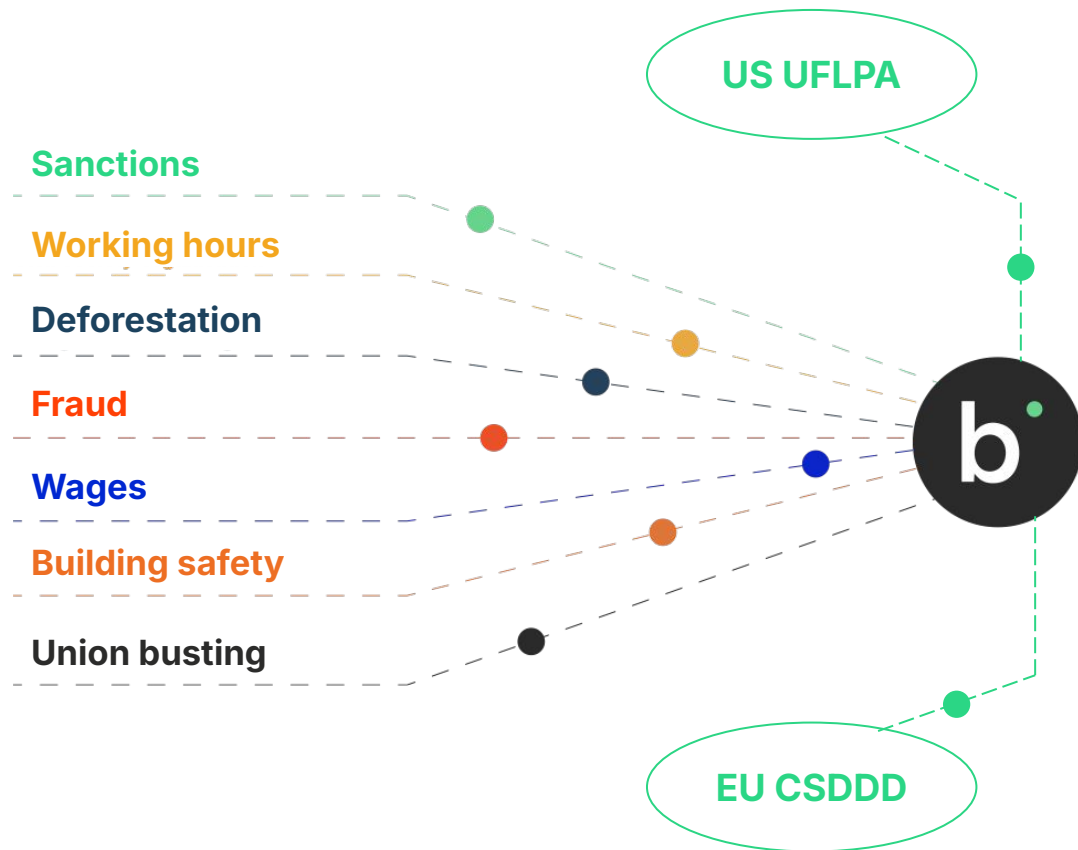 US UFLPA
Sanctions
Working hours
Deforestation
Fraud
b
Wages
Building safety
Union busting
EU CSDDD